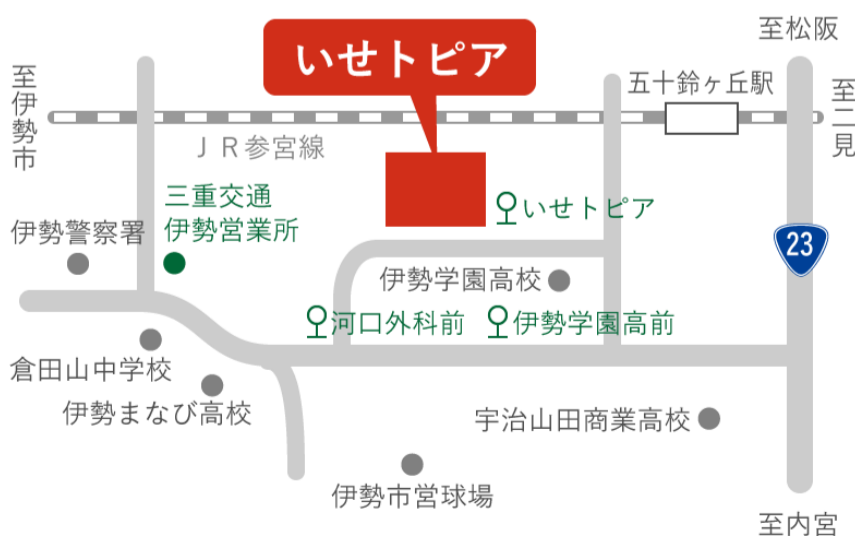 至松阪
いせトピア
五十鈴ヶ丘駅
至伊勢市
至二見
ＪＲ参宮線
三重交通
伊勢営業所
いせトピア
伊勢警察署
23
伊勢学園高校
河口外科前
伊勢学園高前
倉田山中学校
伊勢まなび高校
宇治山田商業高校
伊勢市営球場
至内宮